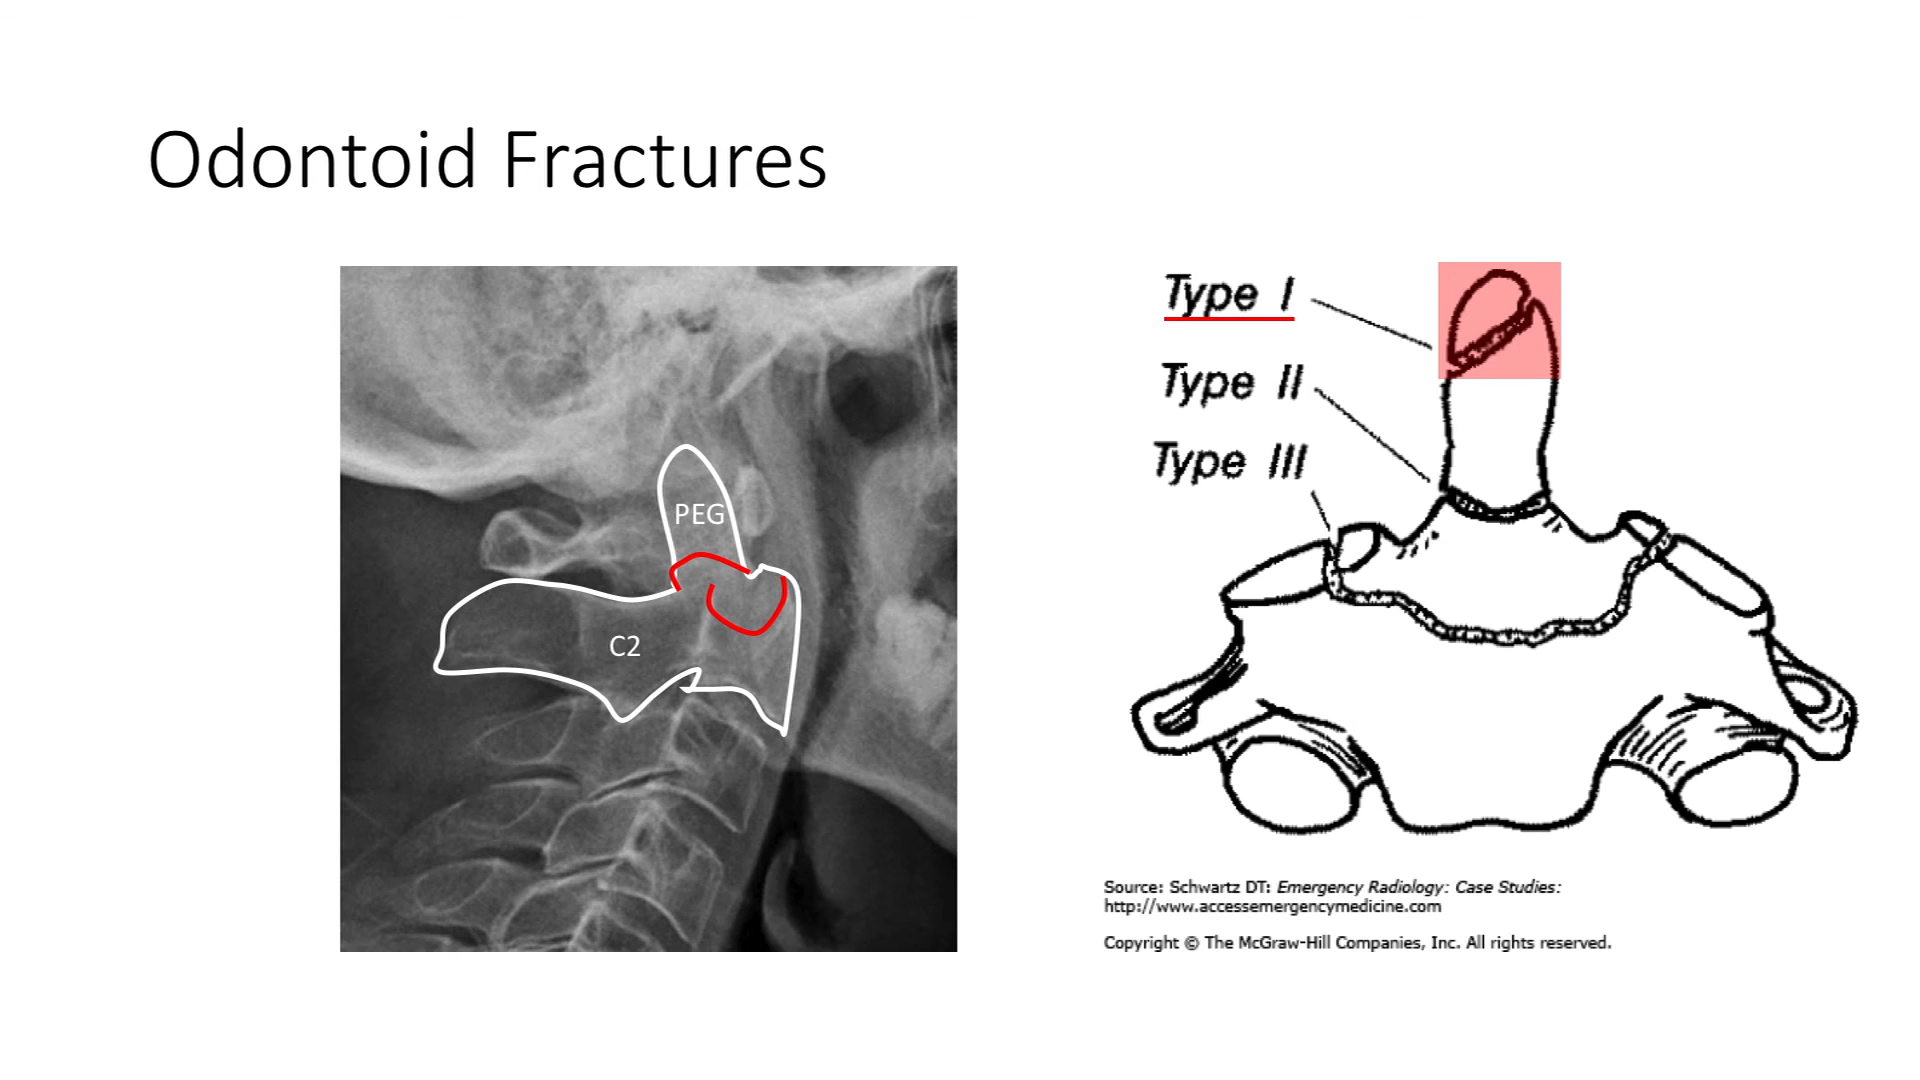 Odontoid Fractures
PEG
C2
Type I
Type II
Type III
Source: Schwartz DT: Emergency Radiology: Case Studies:
http://www.accessemergencymedicine.com
Copyright © The McGraw-Hill Companies, Inc. All rights reserved.